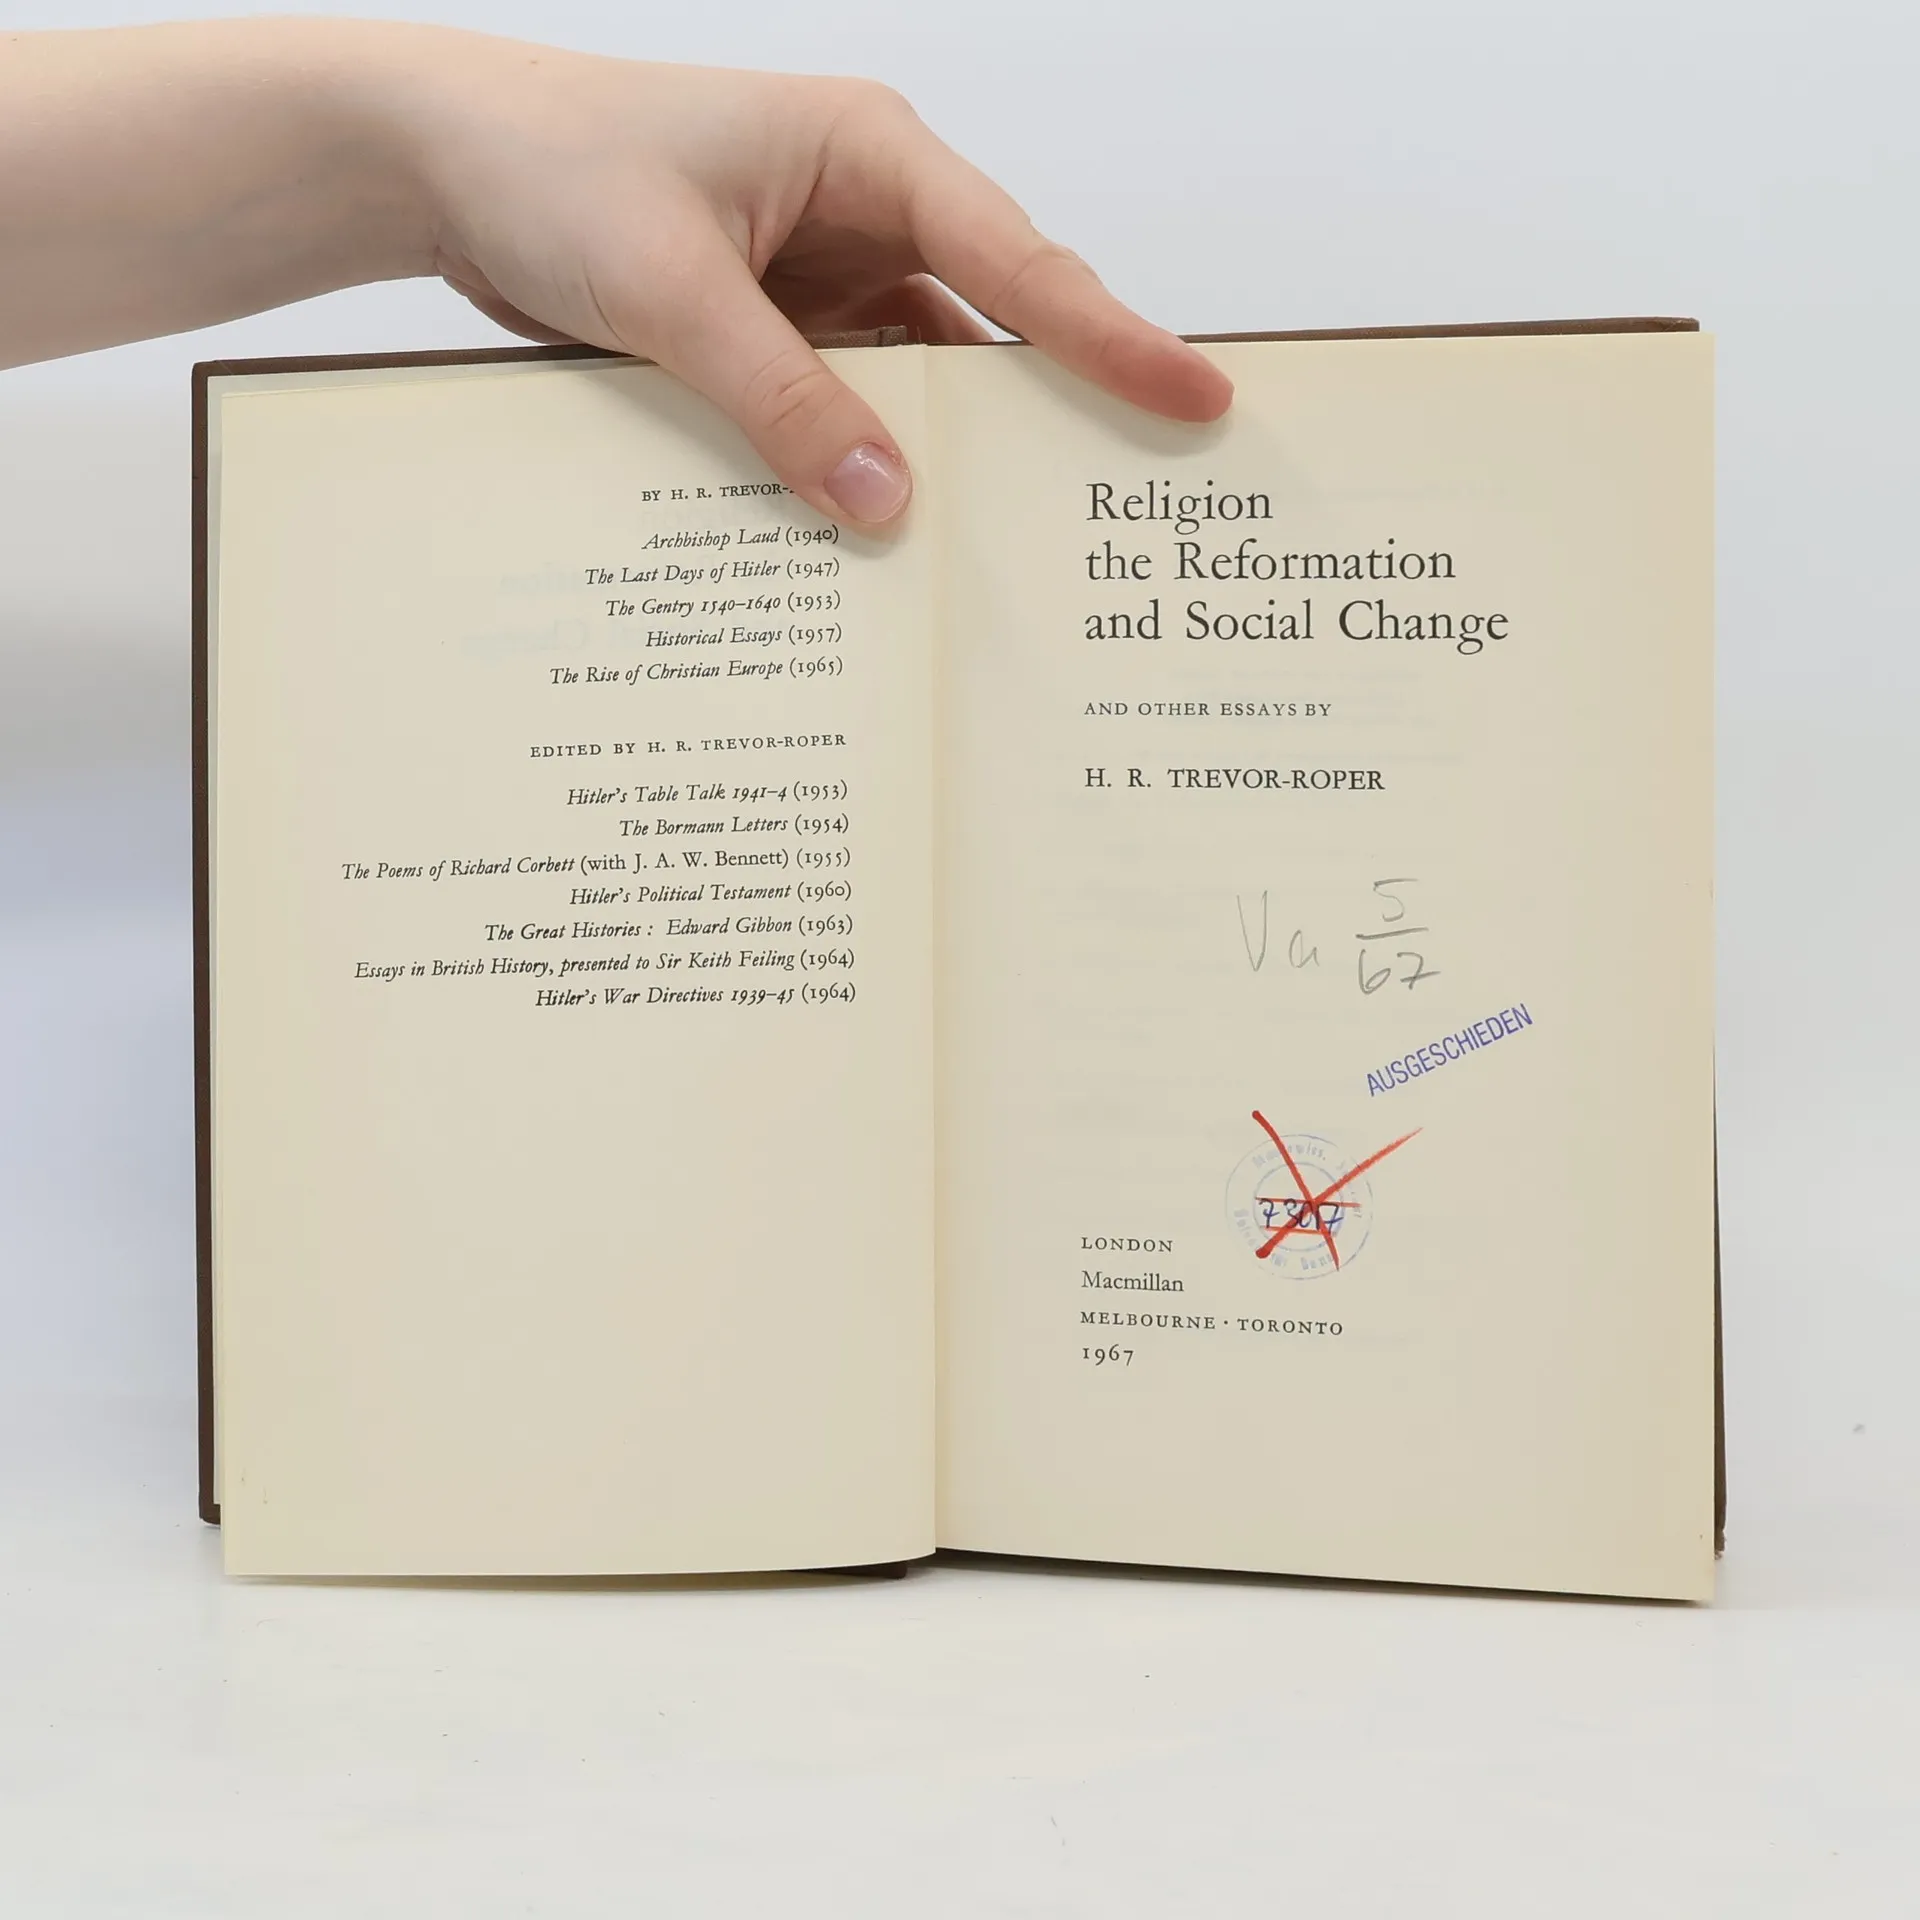 BY H. R. TREVOR-
Archbishop Laud (1940)
The Last Days of Hitler (1947)
The Gentry 1540–1640 (1953)
Historical Essays (1957)
The Rise of Christian Europe (1965)
EDITED BY H. R. TREVOR-ROPER
Hitler's Table Talk 1941–4 (1953)
The Bormann Letters (1954)
The Poems of Richard Corbett (with J. A. W. Bennett) (1955)
Hitler's Political Testament (1960)
The Great Histories : Edward Gibbon (1963)
Essays in British History, presented to Sir Keith Feiling (1964)
Hitler's War Directives 1939–45 (1964)
Religion
the Reformation
and Social Change
AND OTHER ESSAYS BY
H. R. TREVOR-ROPER
Va 5/67
AUSGESCHIEDEN
73017
LONDON
Macmillan
MELBOURNE · TORONTO
1967